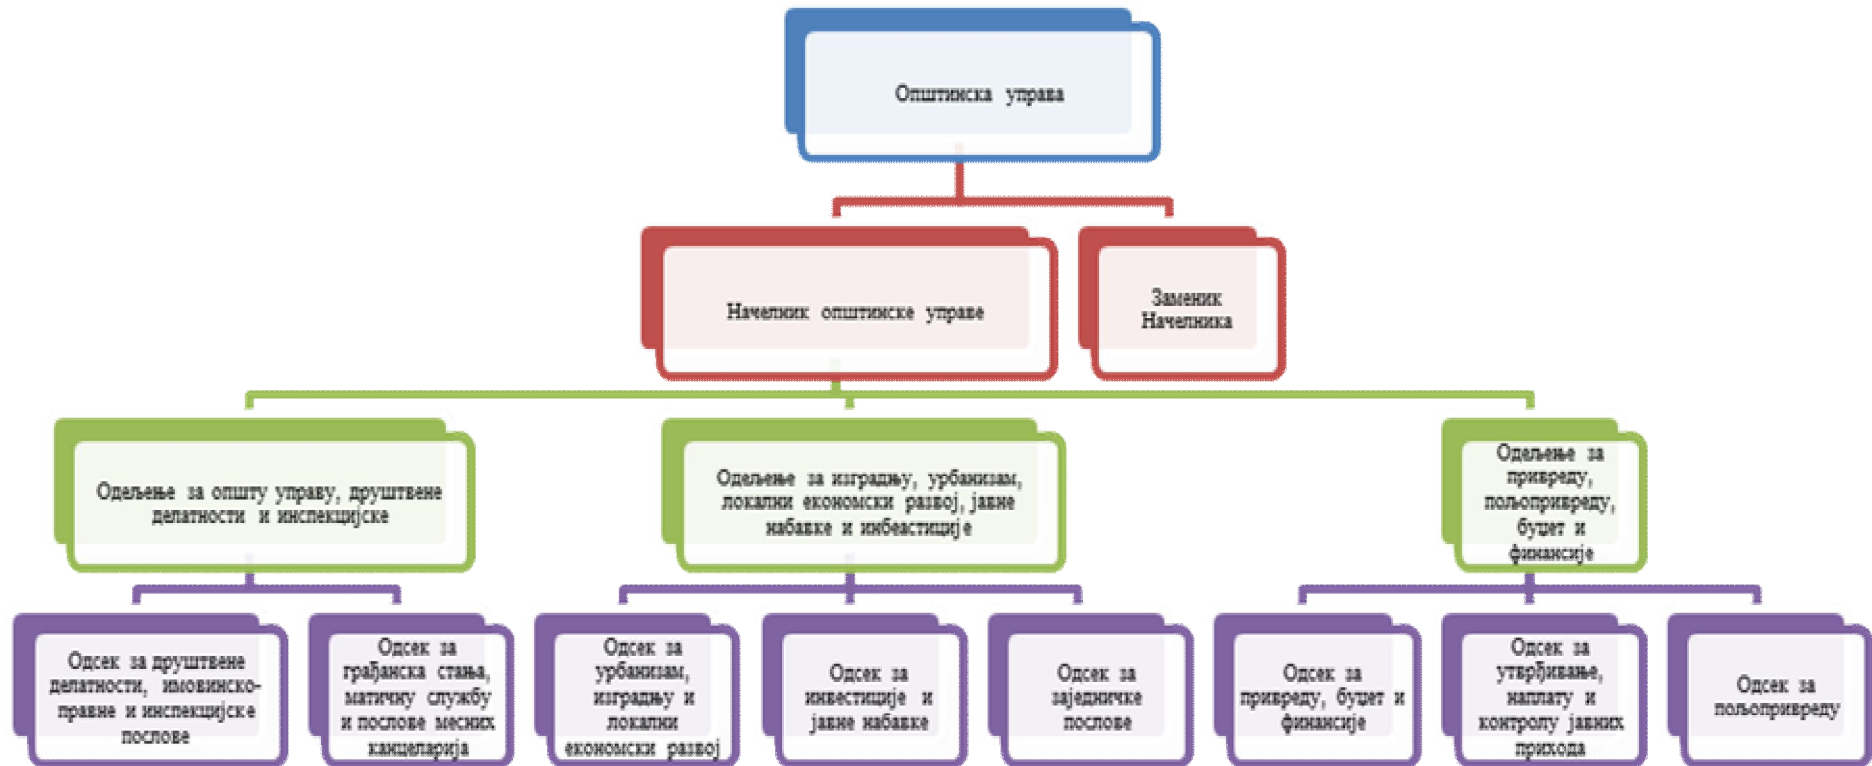 Општинска управа
Начелник општинске управе
Заменик
Начелника
Одељење за општу управу, друштвене
делатности и инспекцијске
Одељење за изградњу, урбанизам,
локални економски развој, јавне
набавке и инбеастиције
Одељење за
привреду,
пољопривреду,
буџет и
финансије
Одсек за друштвене
делатности, имовинско-
правне и инспекцијске
послове
Одсек за
грађанска стања,
матичну службу
и послове месних
канцеларија
Одсек за
урбанизам,
изградњу и
локални
економски развој
Одсек за
инвестиције и
јавне набавке
Одсек за
заједничке
послове
Одсек за
привреду, буџет и
финансије
Одсек за
утврђивање,
наплату и
контролу јавних
прихода
Одсек за
пољопривреду